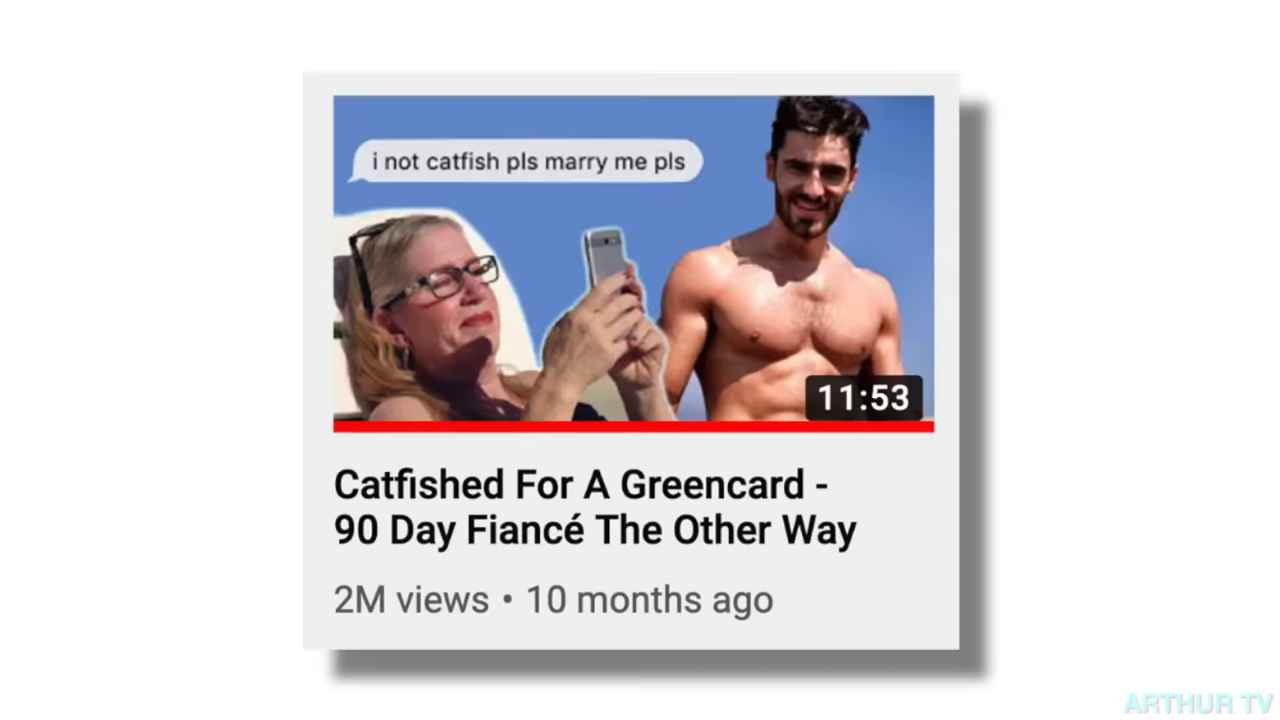 i not catfish pls marry me pls
11:53
Catfished For A Greencard -
90 Day Fiancé The Other Way
2M views • 10 months ago
ARTHUR TV